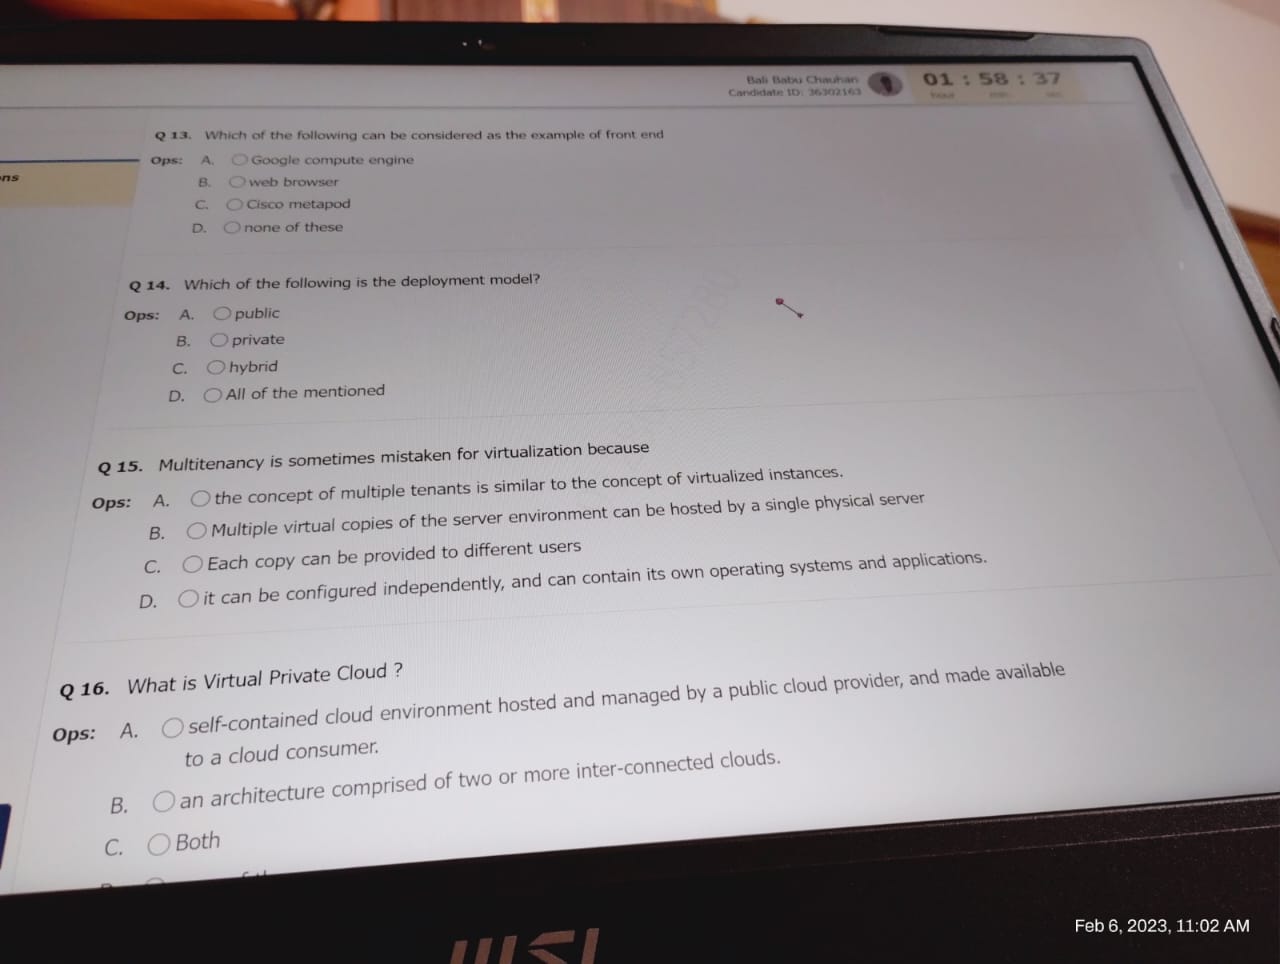 Bali Babu Chauhan
Candidate ID: 36302163
01 : 58 : 37
ns
Q 13. Which of the following can be considered as the example of front end
Ops: A. Google compute engine
B. web browser
C. Cisco metapod
D. none of these
Q 14. Which of the following is the deployment model?
Ops: A. public
B. private
C. hybrid
D. All of the mentioned
Q 15. Multitenancy is sometimes mistaken for virtualization because
Ops: A. the concept of multiple tenants is similar to the concept of virtualized instances.
B. Multiple virtual copies of the server environment can be hosted by a single physical server
C. Each copy can be provided to different users
D. it can be configured independently, and can contain its own operating systems and applications.
Q 16. What is Virtual Private Cloud ?
Ops: A. self-contained cloud environment hosted and managed by a public cloud provider, and made available
to a cloud consumer.
B. an architecture comprised of two or more inter-connected clouds.
C. Both
msi
Feb 6, 2023, 11:02 AM